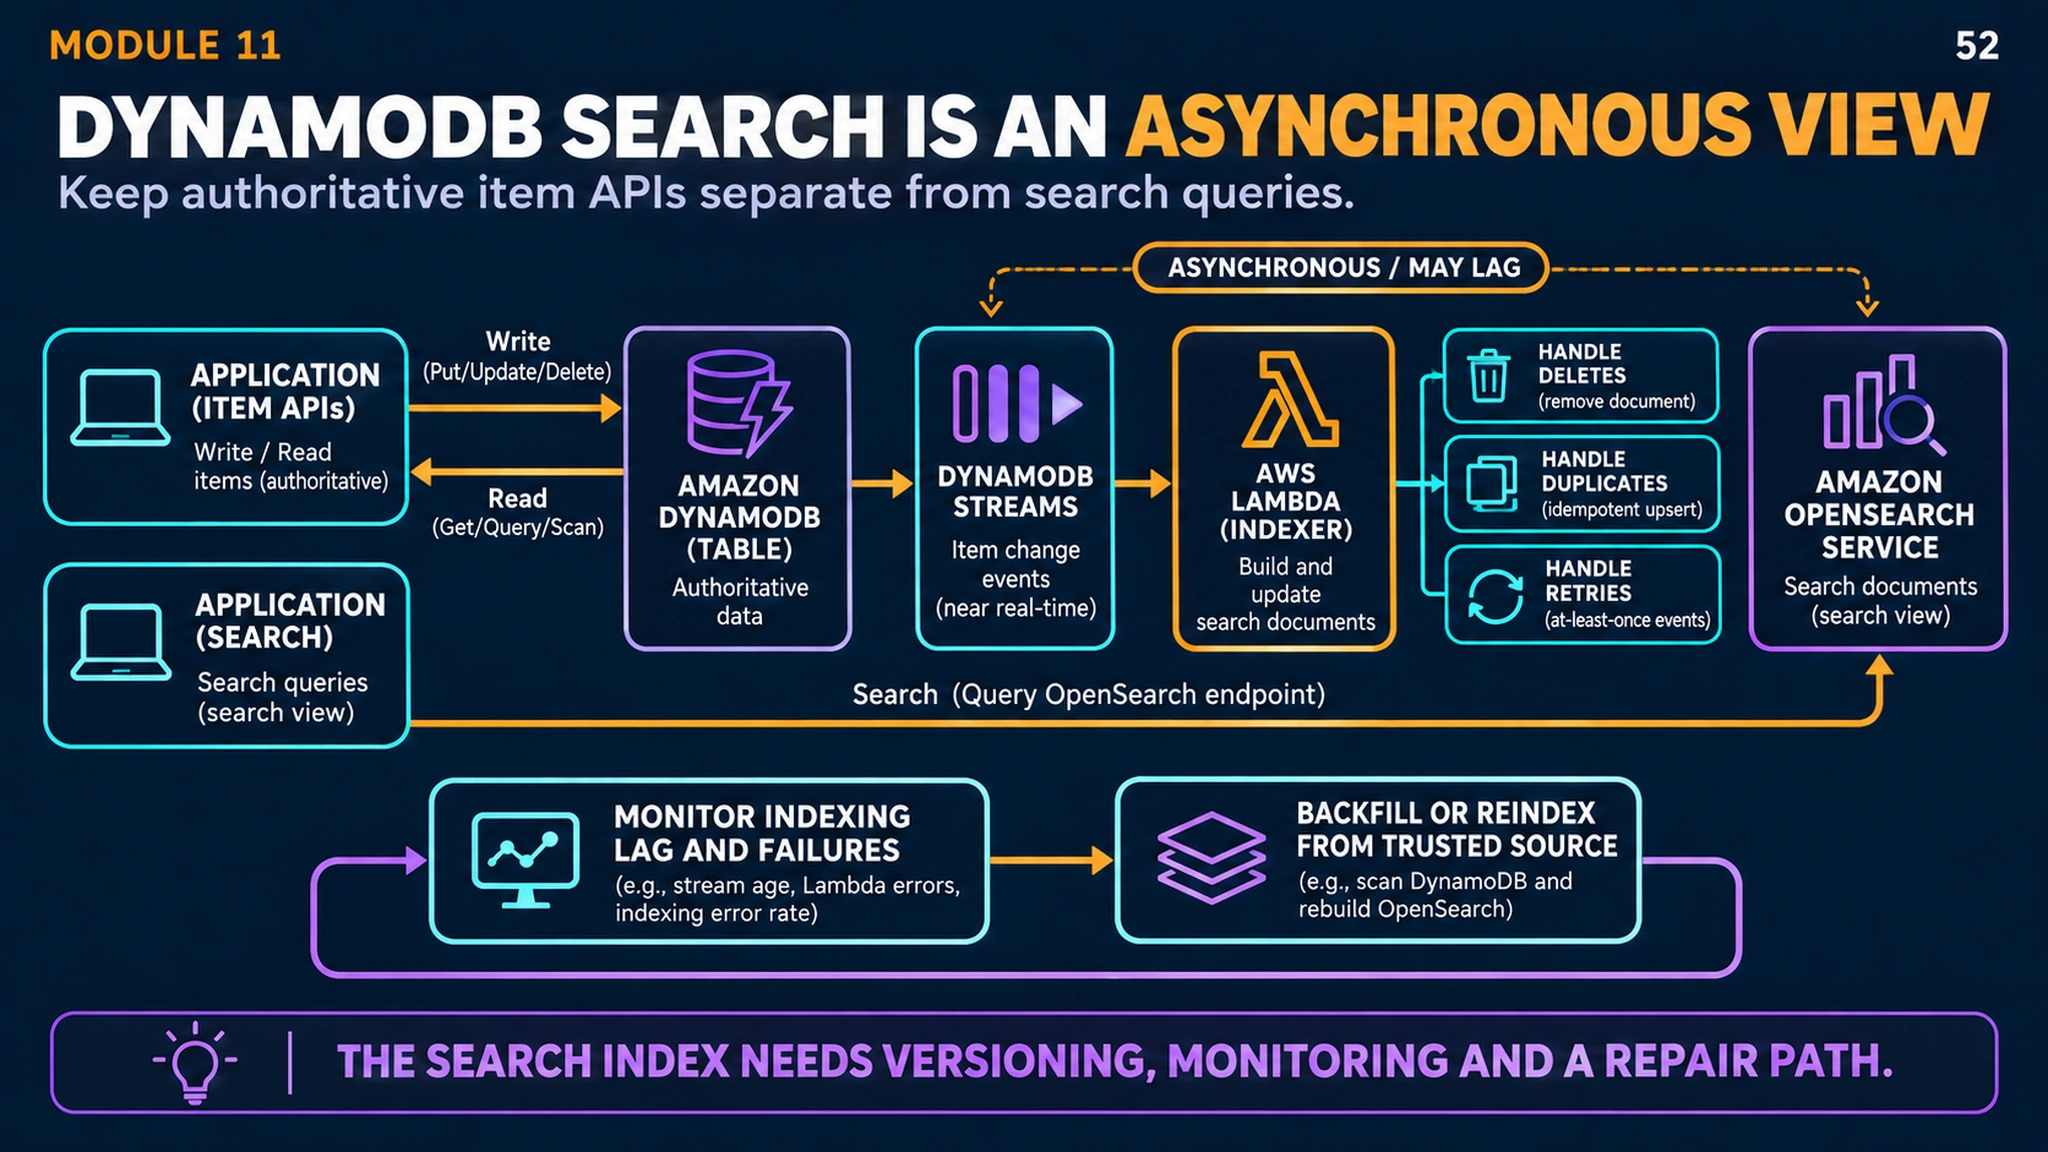 MODULE 11
52
DYNAMODB SEARCH IS AN ASYNCHRONOUS VIEW
Keep authoritative item APIs separate from search queries.
ASYNCHRONOUS / MAY LAG
APPLICATION
(ITEM APIs)
Write / Read
items (authoritative)
Write
(Put/Update/Delete)
Read
(Get/Query/Scan)
AMAZON
DYNAMODB
(TABLE)
Authoritative
data
DYNAMODB
STREAMS
Item change
events
(near real-time)
AWS
LAMBDA
(INDEXER)
Build and
update
search documents
HANDLE
DELETES
(remove document)
HANDLE
DUPLICATES
(idempotent upsert)
HANDLE
RETRIES
(at-least-once events)
AMAZON
OPENSEARCH
SERVICE
Search documents
(search view)
APPLICATION
(SEARCH)
Search queries
(search view)
Search (Query OpenSearch endpoint)
MONITOR INDEXING
LAG AND FAILURES
(e.g., stream age, Lambda errors,
indexing error rate)
BACKFILL OR REINDEX
FROM TRUSTED SOURCE
(e.g., scan DynamoDB and
rebuild OpenSearch)
THE SEARCH INDEX NEEDS VERSIONING, MONITORING AND A REPAIR PATH.